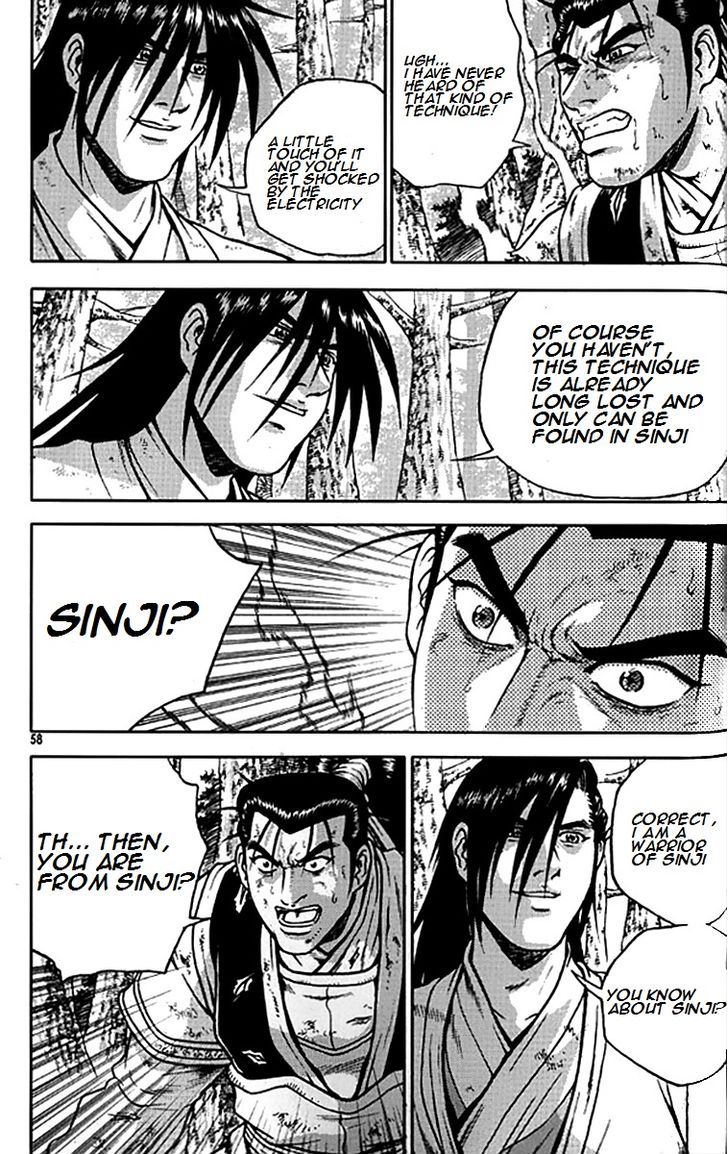 A LITTLE
TOUCH OF IT
AND YOU'LL
GET SHOCKED
BY THE
ELECTRICITY
UGH...
I HAVE NEVER
HEARD OF
THAT KIND OF
TECHNIQUE!
OF COURSE
YOU HAVEN'T,
THIS TECHNIQUE
IS ALREADY
LONG LOST AND
ONLY CAN BE
FOUND IN SINJI
SINJI?
58
TH... THEN,
YOU ARE
FROM SINJI?
CORRECT,
I AM A
WARRIOR
OF SINJI
YOU KNOW
ABOUT SINJI?